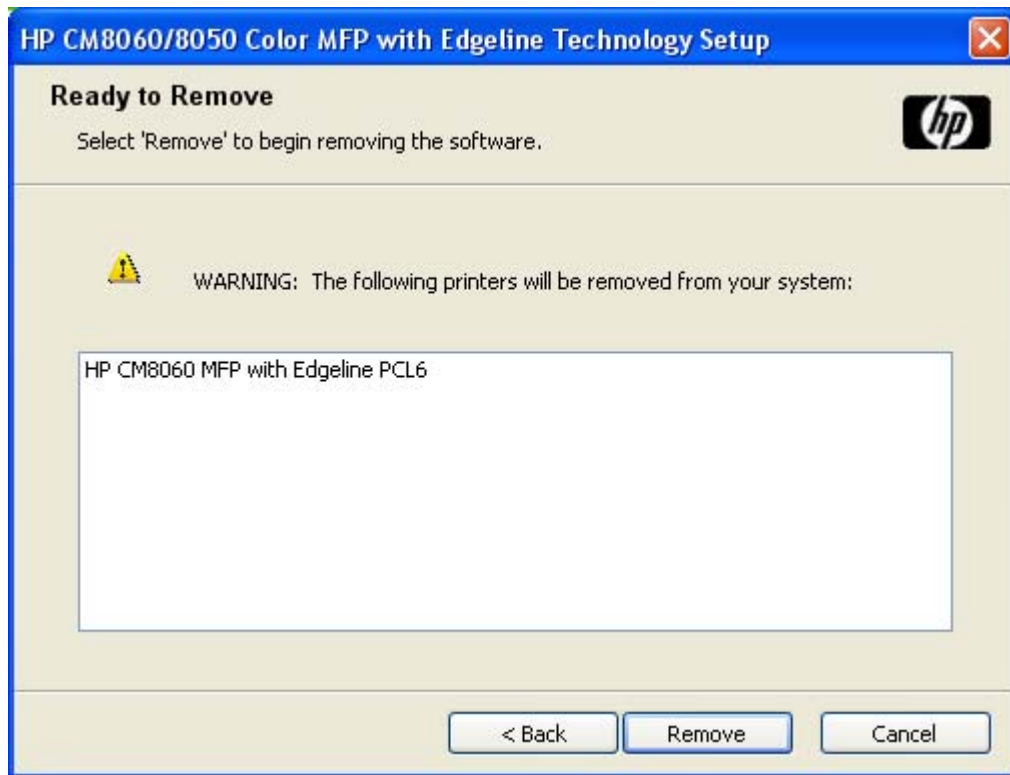 HP CM8060/8050 Color MFP with Edgeline Technology Setup
Ready to Remove
Select 'Remove' to begin removing the software.
hp
WARNING:  The following printers will be removed from your system:
HP CM8060 MFP with Edgeline PCL6
< Back
Remove
Cancel